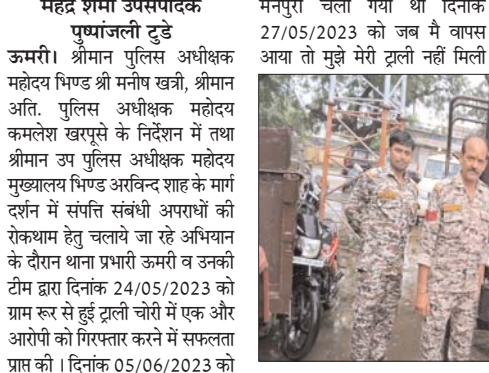 महेंद्र शर्मा उपसंपादक
पुष्पांजली टुडे
ऊमरी। श्रीमान पुलिस अधीक्षक
महोदय भिण्ड श्री मनीष खत्री, श्रीमान
अति. पुलिस अधीक्षक महोदय
कमलेश खरपूसे के निर्देशन में तथा
श्रीमान उप पुलिस अधीक्षक महोदय
मुख्यालय भिण्ड अरविन्द शाह के मार्ग
दर्शन में संपत्ति संबंधी अपराधों की
रोकथाम हेतु चलाये जा रहे अभियान
के दौरान थाना प्रभारी ऊमरी व उनकी
टीम द्वारा दिनांक 24/05/2023 को
ग्राम रूर से हुई ट्राली चोरी में एक और
आरोपी को गिरफ्तार करने में सफलता
प्राप्त की । दिनांक 05/06/2023 को
मैनपुरी चला गया था दिनांक
27/05/2023 को जब मै वापस
आया तो मुझे मेरी ट्राली नहीं मिली